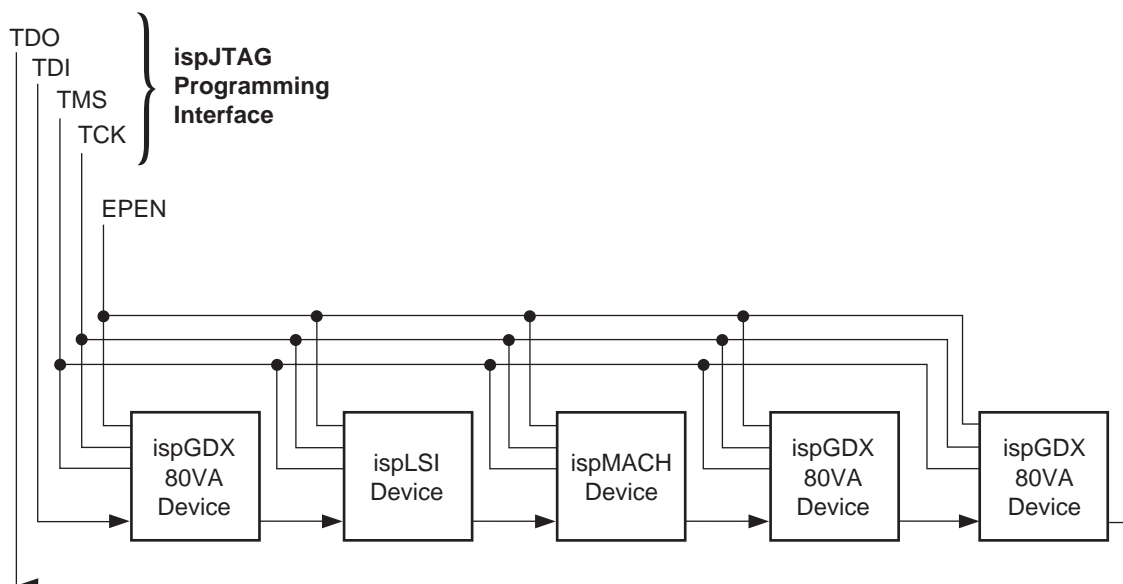 TDO
TDI
TMS
TCK
ispJTAG
Programming
Interface
EPEN
ispGDX
80VA
Device
ispLSI
Device
ispMACH
Device
ispGDX
80VA
Device
ispGDX
80VA
Device